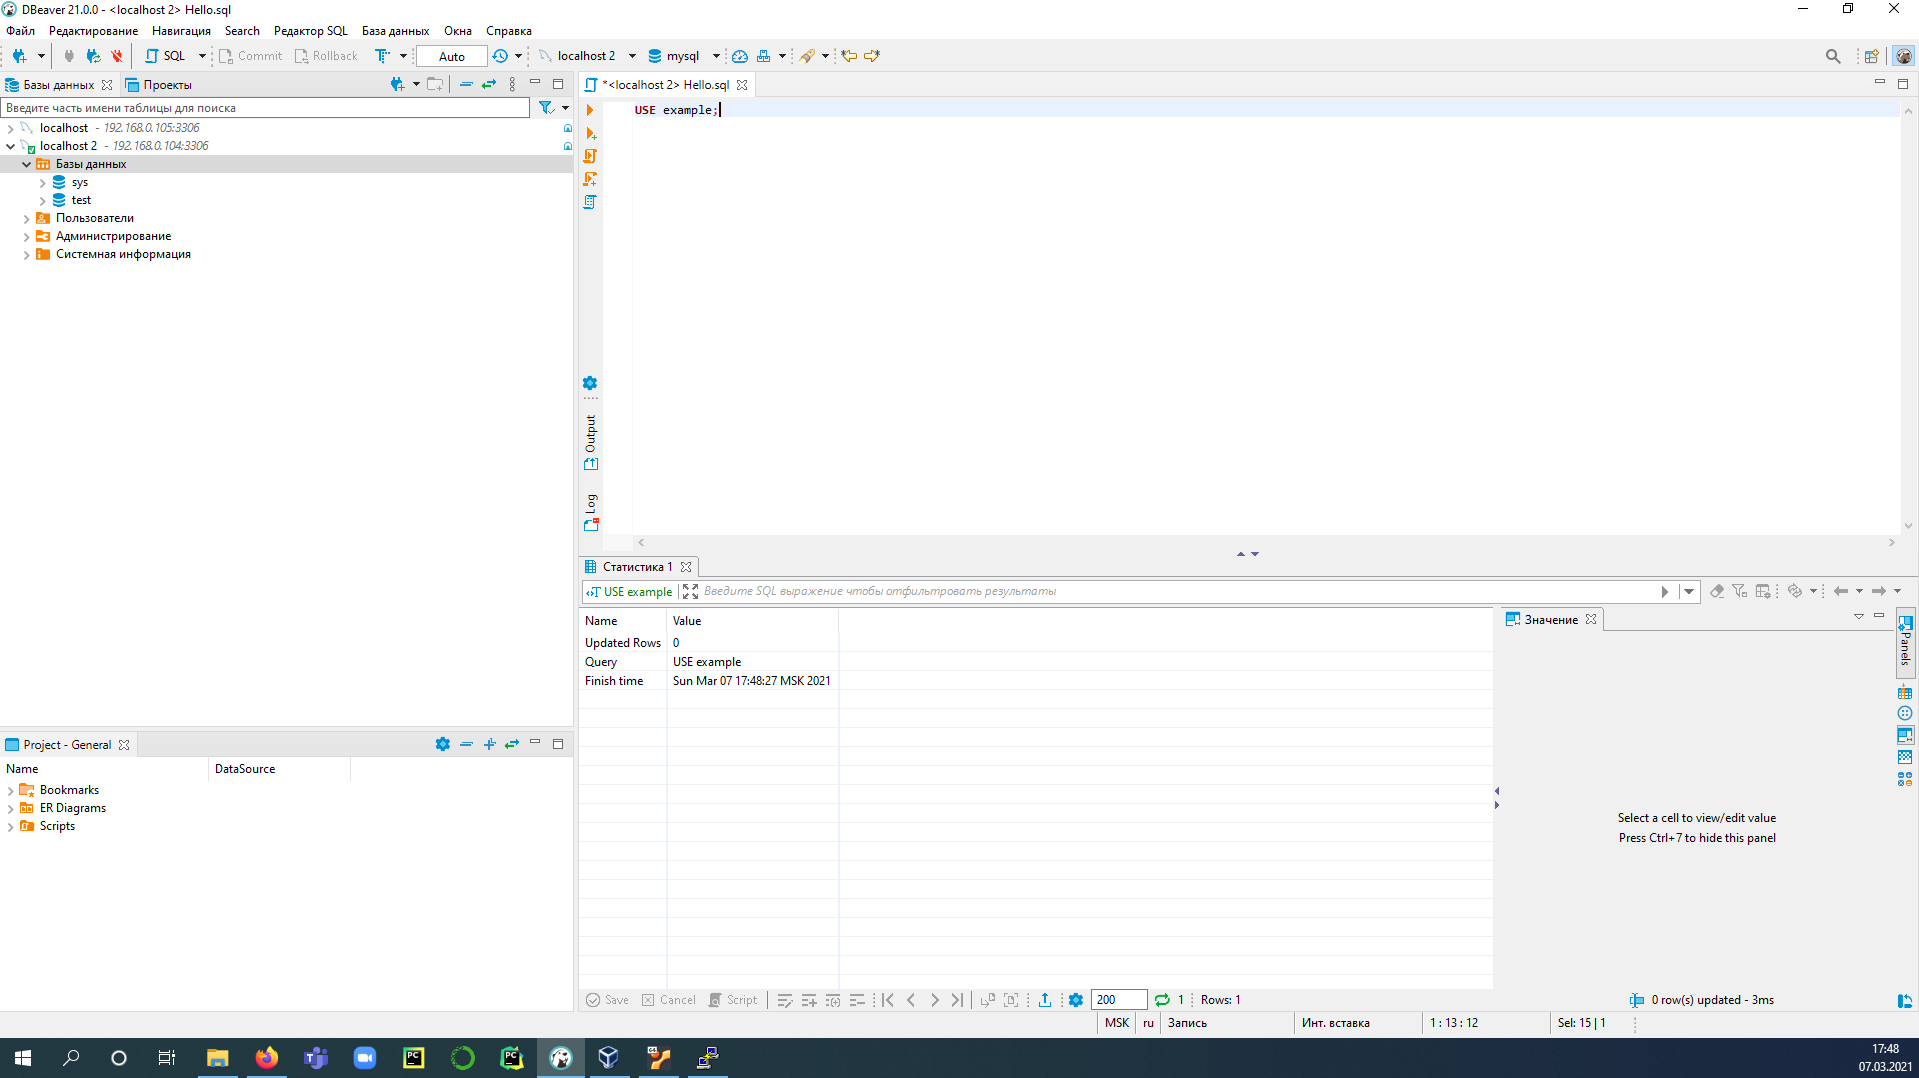 DBeaver 21.0.0 - <localhost 2> Hello.sql
Файл Редактирование Навигация Search Редактор SQL База данных Окна Справка
SQL Commit Rollback Auto localhost 2 mysql
Базы данных Проекты
Введите часть имени таблицы для поиска
localhost - 192.168.0.105:3306
localhost 2 - 192.168.0.104:3306
Базы данных
sys
test
Пользователи
Администрирование
Системная информация
*<localhost 2> Hello.sql
USE example;
Output
Log
Статистика 1
USE example Введите SQL выражение чтобы отфильтровать результаты
Name Value
Updated Rows 0
Query USE example
Finish time Sun Mar 07 17:48:27 MSK 2021
Значение
Panels
Select a cell to view/edit value
Press Ctrl+7 to hide this panel
Project - General
Name DataSource
Bookmarks
ER Diagrams
Scripts
Save Cancel Script 200 1 Rows: 1 0 row(s) updated - 3ms
MSK ru Запись Инт. вставка 1 : 13 : 12 Sel: 15 | 1
17:48
07.03.2021